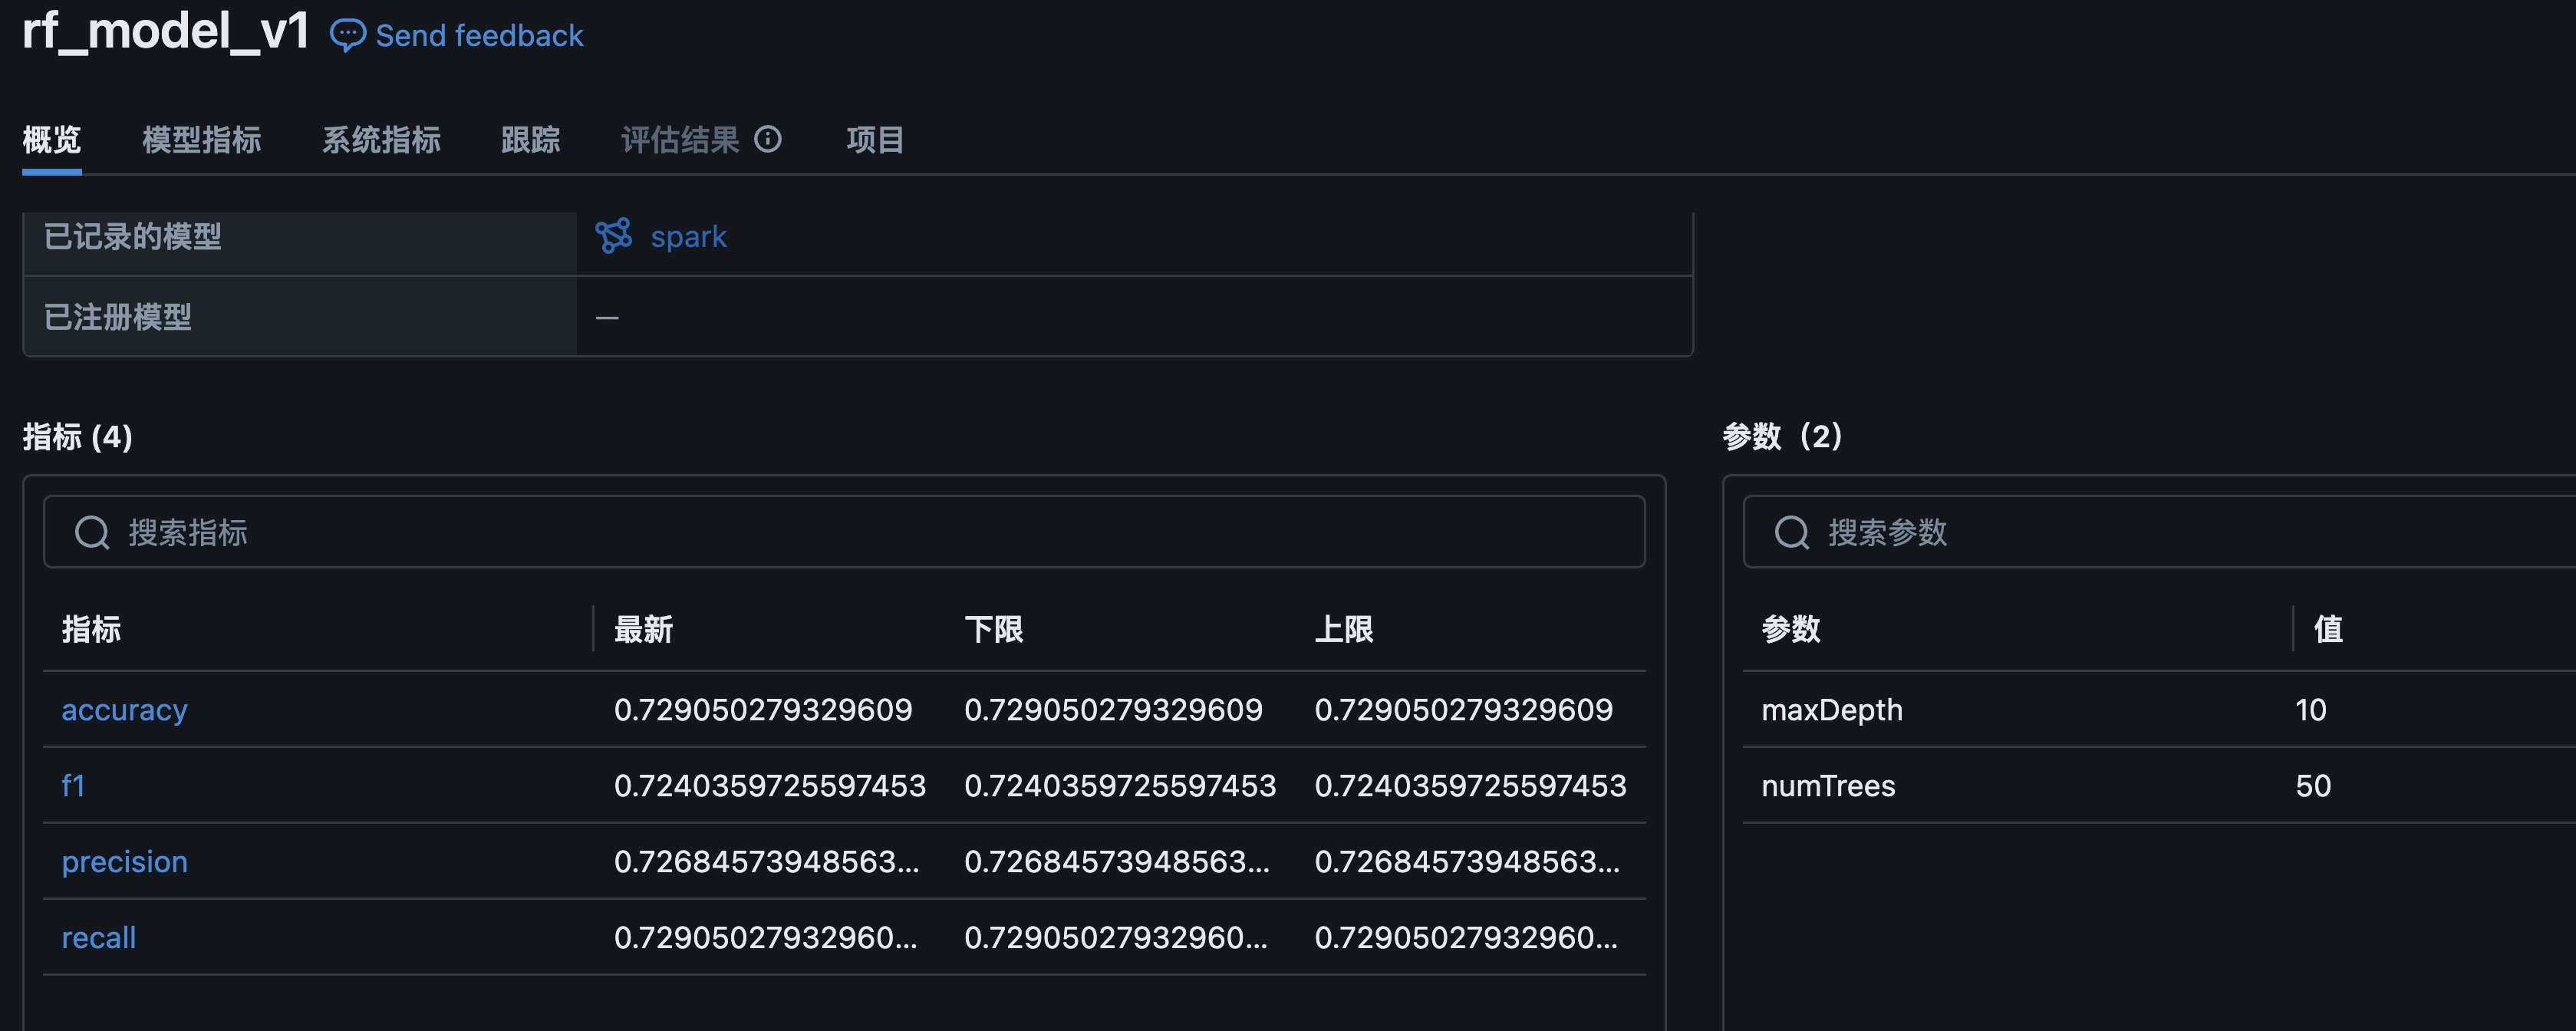 rf_model_v1 Send feedback
概览 模型指标 系统指标 跟踪 评估结果 项目
已记录的模型 spark
已注册模型 —
指标 (4)
搜索指标
指标 最新 下限 上限
accuracy 0.729050279329609 0.729050279329609 0.729050279329609
f1 0.7240359725597453 0.7240359725597453 0.7240359725597453
precision 0.72684573948563... 0.72684573948563... 0.72684573948563...
recall 0.72905027932960... 0.72905027932960... 0.72905027932960...
参数（2）
搜索参数
参数 值
maxDepth 10
numTrees 50